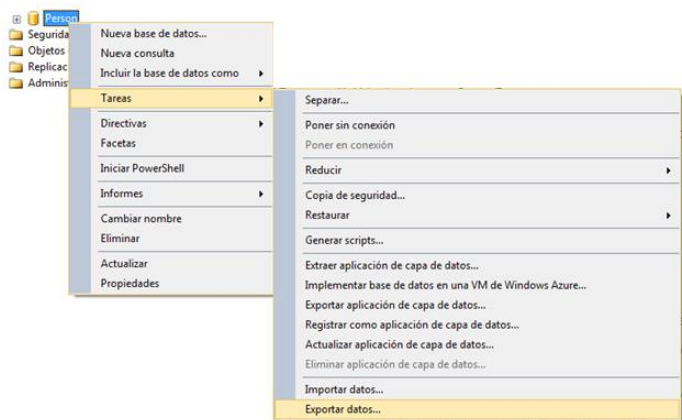 Person
Segurida
Objetos
Replicac
Adminis
Nueva base de datos...
Nueva consulta
Incluir la base de datos como
Tareas
Directivas
Facetas
Iniciar PowerShell
Informes
Cambiar nombre
Eliminar
Actualizar
Propiedades
Separar...
Poner sin conexión
Poner en conexión
Reducir
Copia de seguridad...
Restaurar
Generar scripts...
Extraer aplicación de capa de datos...
Implementar base de datos en una VM de Windows Azure...
Exportar aplicación de capa de datos...
Registrar como aplicación de capa de datos...
Actualizar aplicación de capa de datos...
Eliminar aplicación de capa de datos...
Importar datos...
Exportar datos...